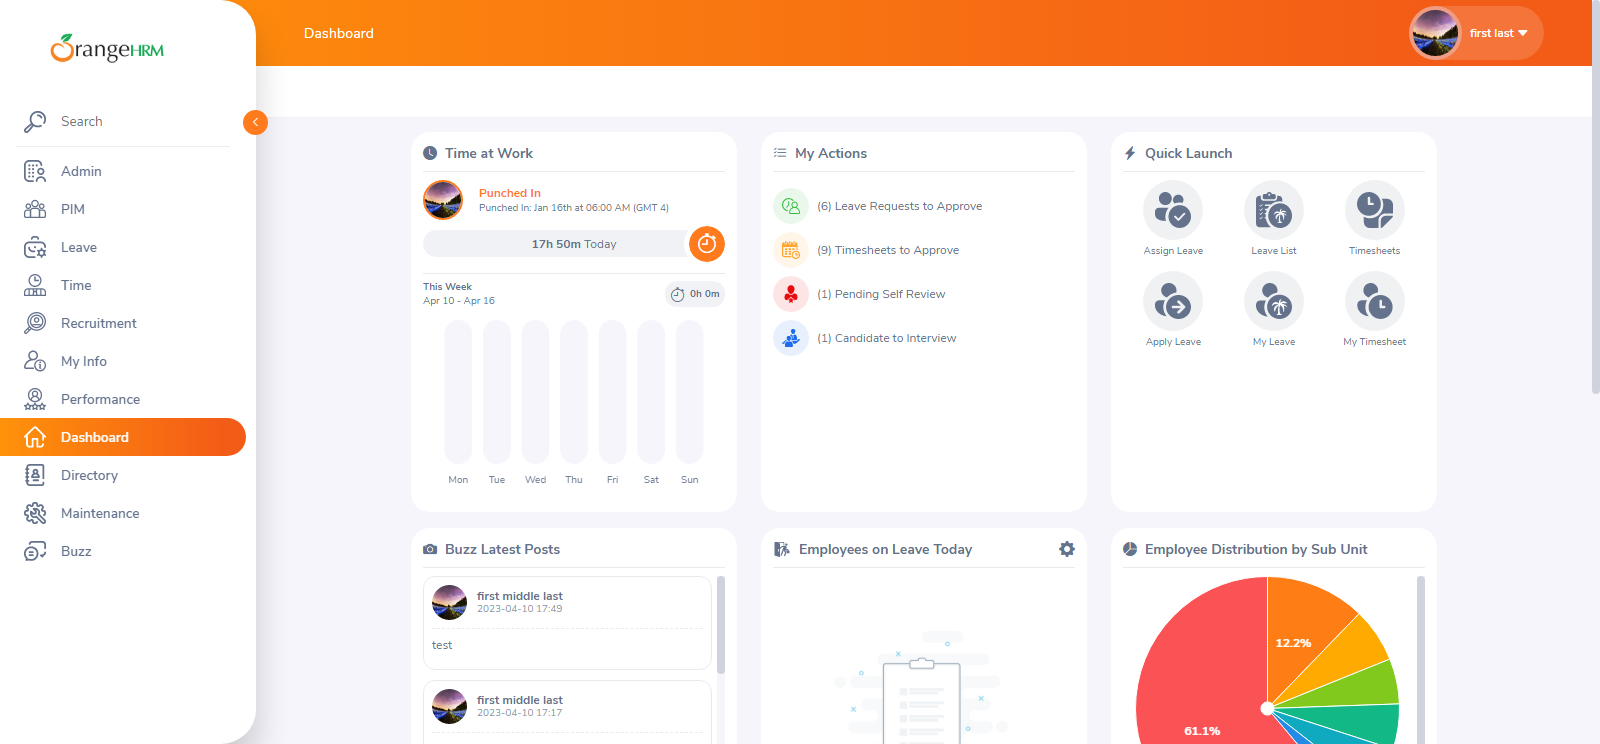 OrangeHRM
Dashboard
first last
Search
Admin
PIM
Leave
Time
Recruitment
My Info
Performance
Dashboard
Directory
Maintenance
Buzz
Time at Work
Punched In
Punched In: Jan 16th at 06:00 AM (GMT 4)
17h 50m Today
This Week
Apr 10 - Apr 16
0h 0m
Mon Tue Wed Thu Fri Sat Sun
My Actions
(6) Leave Requests to Approve
(9) Timesheets to Approve
(1) Pending Self Review
(1) Candidate to Interview
Quick Launch
Assign Leave Leave List Timesheets
Apply Leave My Leave My Timesheet
Buzz Latest Posts
first middle last
2023-04-10 17:49
test
first middle last
2023-04-10 17:17
Employees on Leave Today
Employee Distribution by Sub Unit
12.2%
61.1%